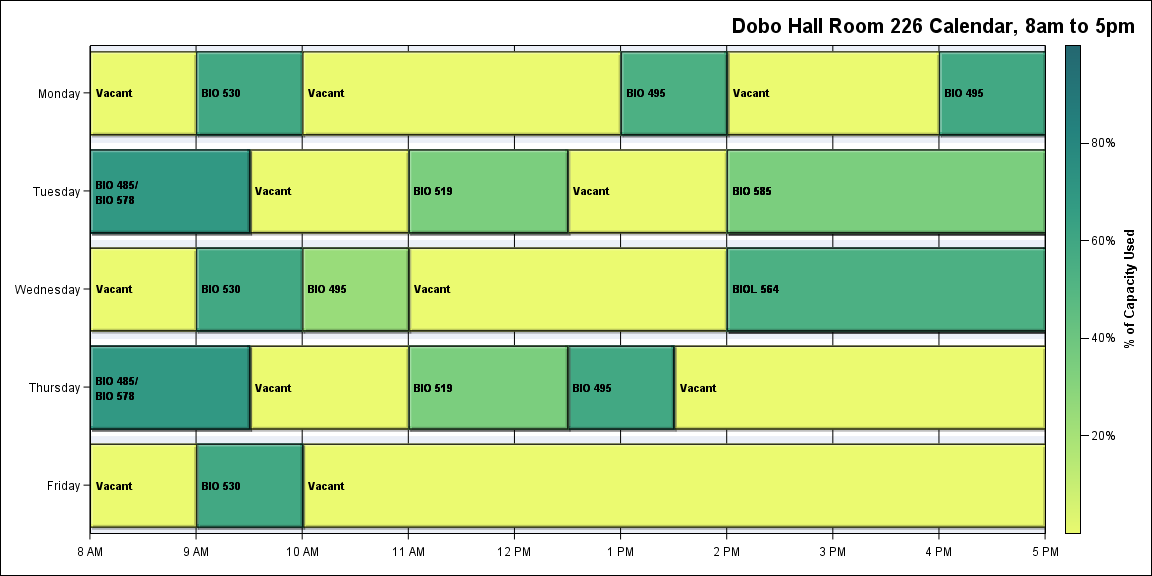 Dobo Hall Room 226 Calendar, 8am to 5pm
Monday
Vacant
BIO 530
Vacant
BIO 495
Vacant
BIO 495
Tuesday
BIO 485/
BIO 578
Vacant
BIO 519
Vacant
BIO 585
Wednesday
Vacant
BIO 530
BIO 495
Vacant
BIOL 564
Thursday
BIO 485/
BIO 578
Vacant
BIO 519
BIO 495
Vacant
Friday
Vacant
BIO 530
Vacant
8 AM
9 AM
10 AM
11 AM
12 PM
1 PM
2 PM
3 PM
4 PM
5 PM
80%
60%
40%
20%
% of Capacity Used